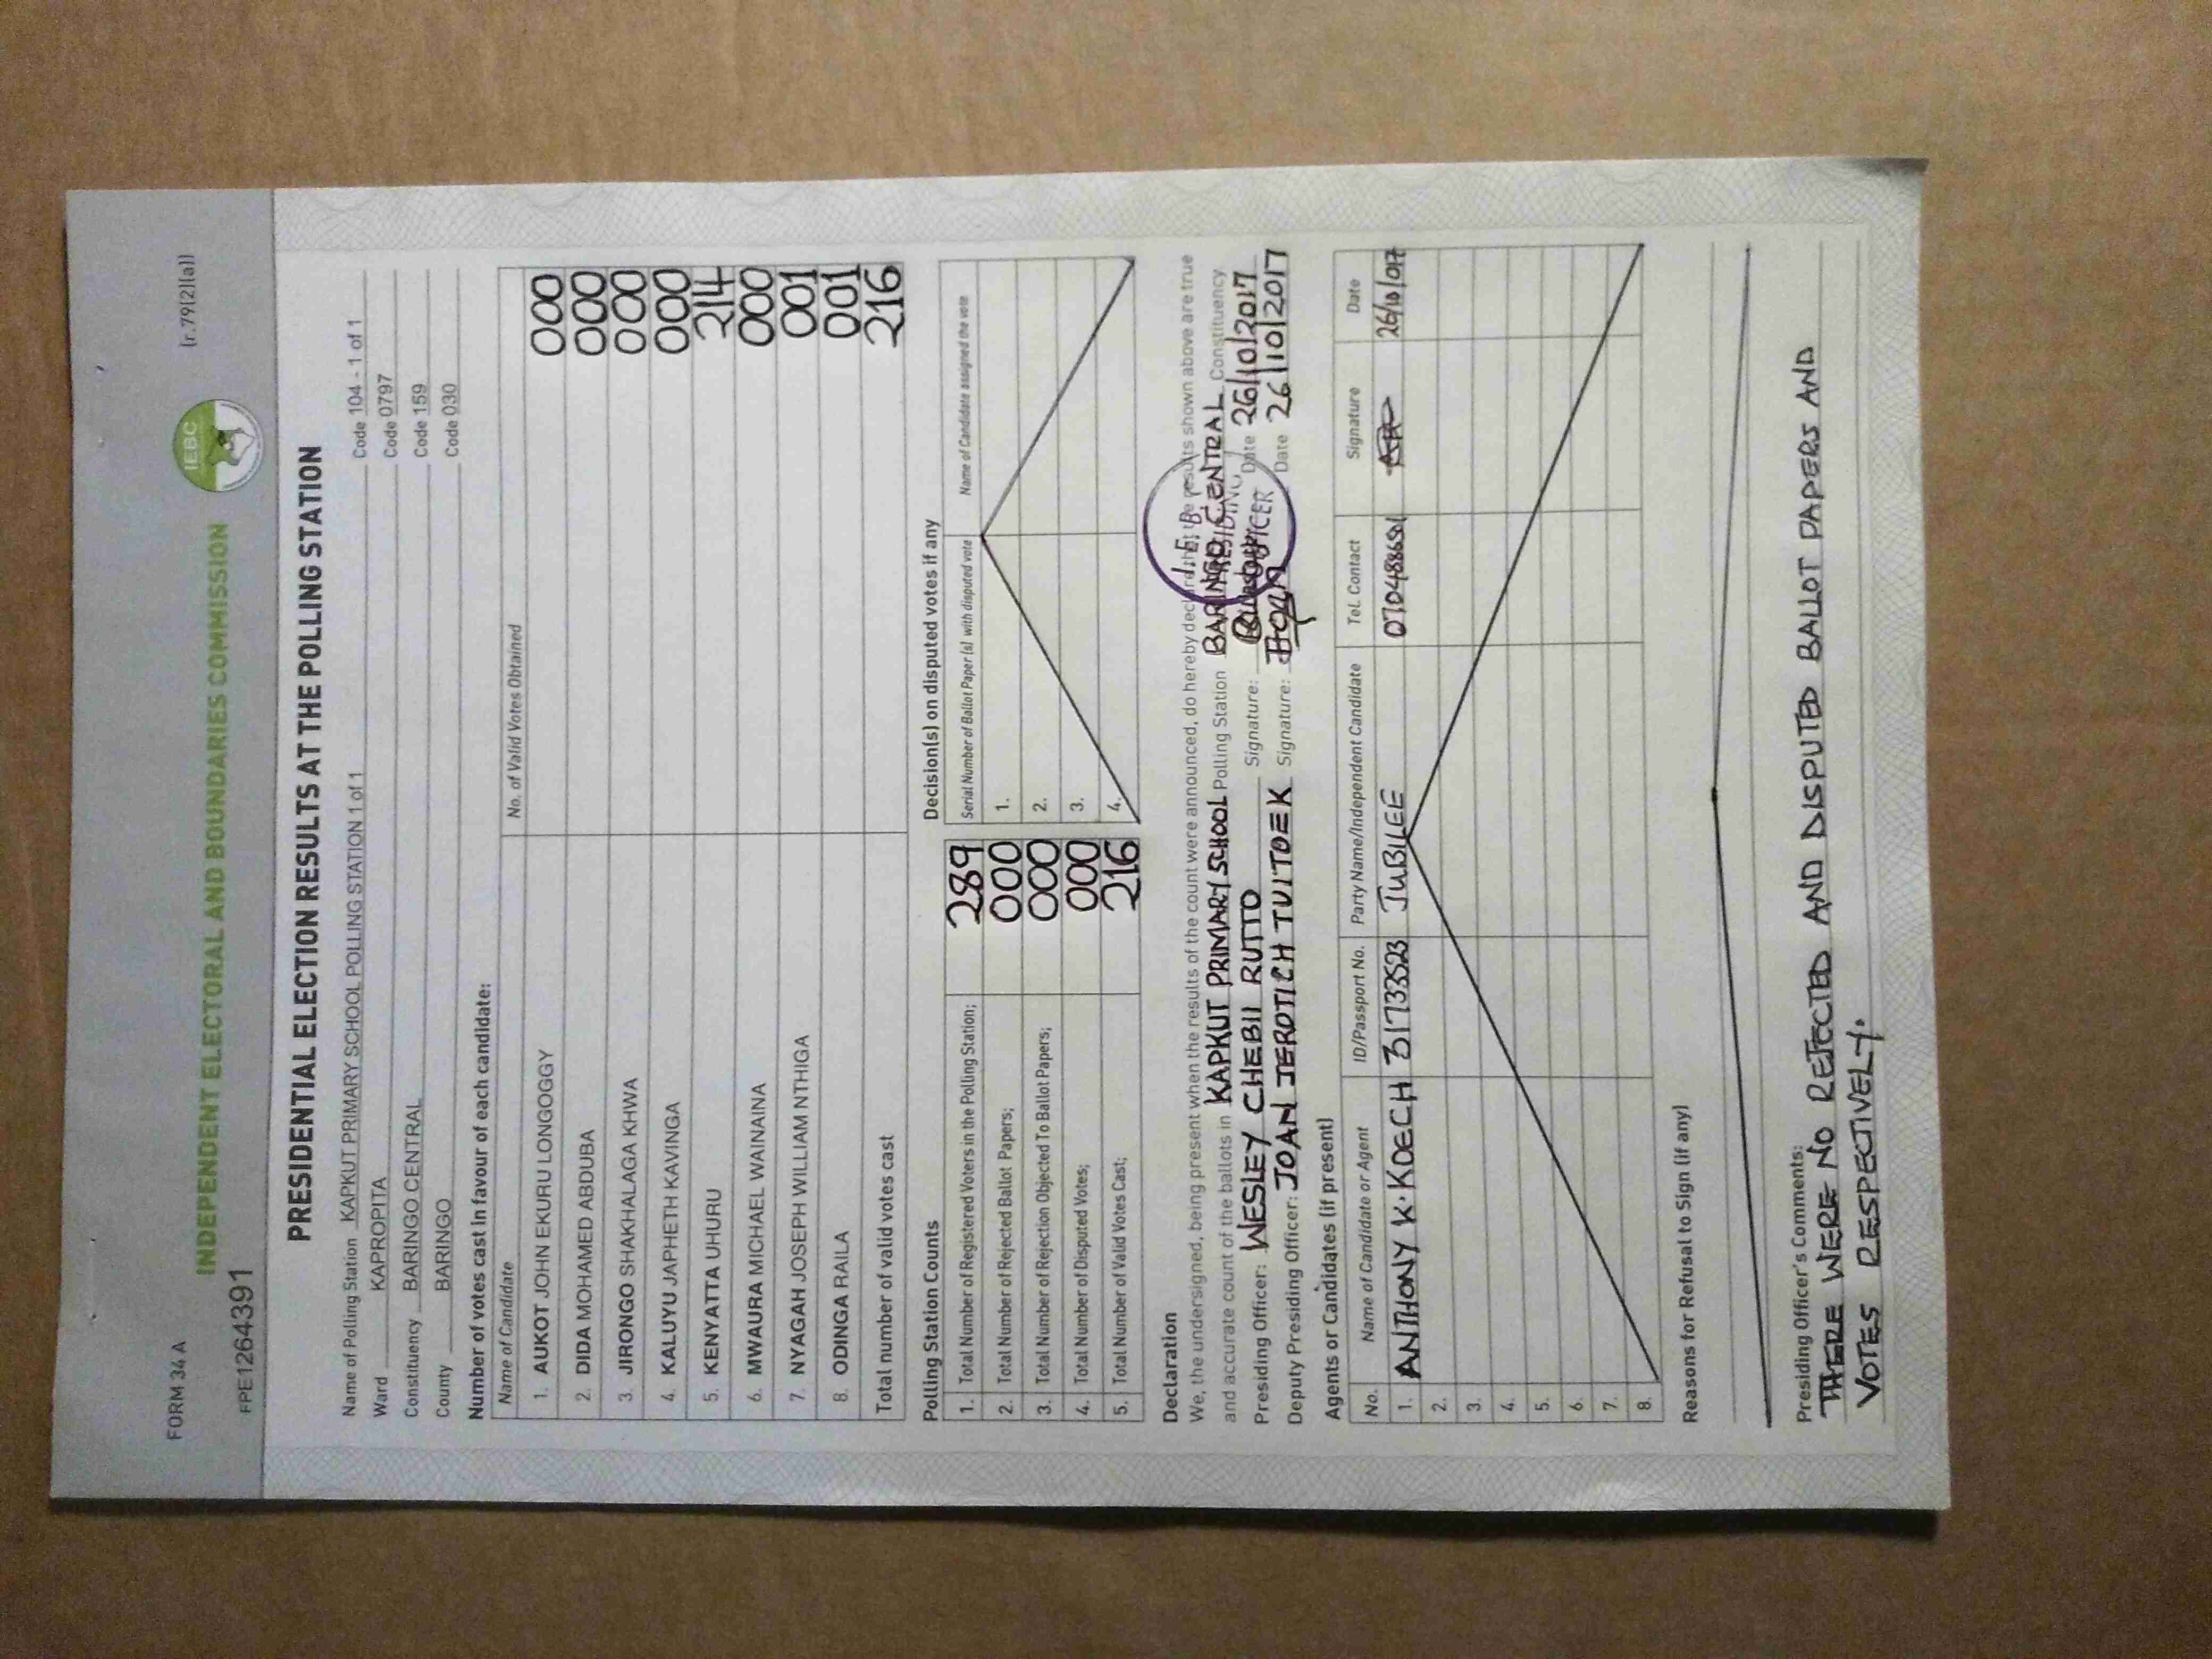 FORM 34 A
(r.79(2)(a))
IEBC
INDEPENDENT ELECTORAL AND BOUNDARIES COMMISSION
FPE1264391
PRESIDENTIAL ELECTION RESULTS AT THE POLLING STATION
Name of Polling Station KAPKUT PRIMARY SCHOOL POLLING STATION 1 of 1 Code 104 - 1 of 1
Ward KAPROPITA Code 0797
Constituency BARINGO CENTRAL Code 159
County BARINGO Code 030
Number of votes cast in favour of each candidate:
Name of Candidate No. of Valid Votes Obtained
1. AUKOT JOHN EKURU LONGOGGY 000
2. DIDA MOHAMED ABDUBA 000
3. JIRONGO SHAKHALAGA KHWA 000
4. KALUYU JAPHETH KAVINGA 000
5. KENYATTA UHURU 214
6. MWAURA MICHAEL WAINAINA 000
7. NYAGAH JOSEPH WILLIAM NTHIGA 001
8. ODINGA RAILA 001
Total number of valid votes cast 216
Polling Station Counts
1. Total Number of Registered Voters in the Polling Station; 289
2. Total Number of Rejected Ballot Papers; 000
3. Total Number of Rejection Objected To Ballot Papers; 000
4. Total Number of Disputed Votes; 000
5. Total Number of Valid Votes Cast; 216
Decision(s) on disputed votes if any
Serial Number of Ballot Paper (s) with disputed vote Name of Candidate assigned the vote
1.
2.
3.
4.
Declaration
We, the undersigned, being present when the results of the count were announced, do hereby declare that the results shown above are true
and accurate count of the ballots in KAPKUT PRIMARY SCHOOL Polling Station BARINGO CENTRAL Constituency
Presiding Officer: WESLEY CHEBII RUTTO Signature: Date 26/10/2017
Deputy Presiding Officer: JOAN JEROTICH TUITOEK Signature: Joan Date 26/10/2017
I.E.B.C
PRESIDING
OFFICER
Agents or Candidates (if present)
No. Name of Candidate or Agent ID/Passport No. Party Name/Independent Candidate Tel. Contact Signature Date
1. ANTHONY K. KOECH 31733523 JUBILEE 0704886501 26/10/017
2.
3.
4.
5.
6.
7.
8.
Reasons for Refusal to Sign (if any)
Presiding Officer's Comments:
THERE WERE NO REJECTED AND DISPUTED BALLOT PAPERS AND
VOTES RESPECTIVELY.